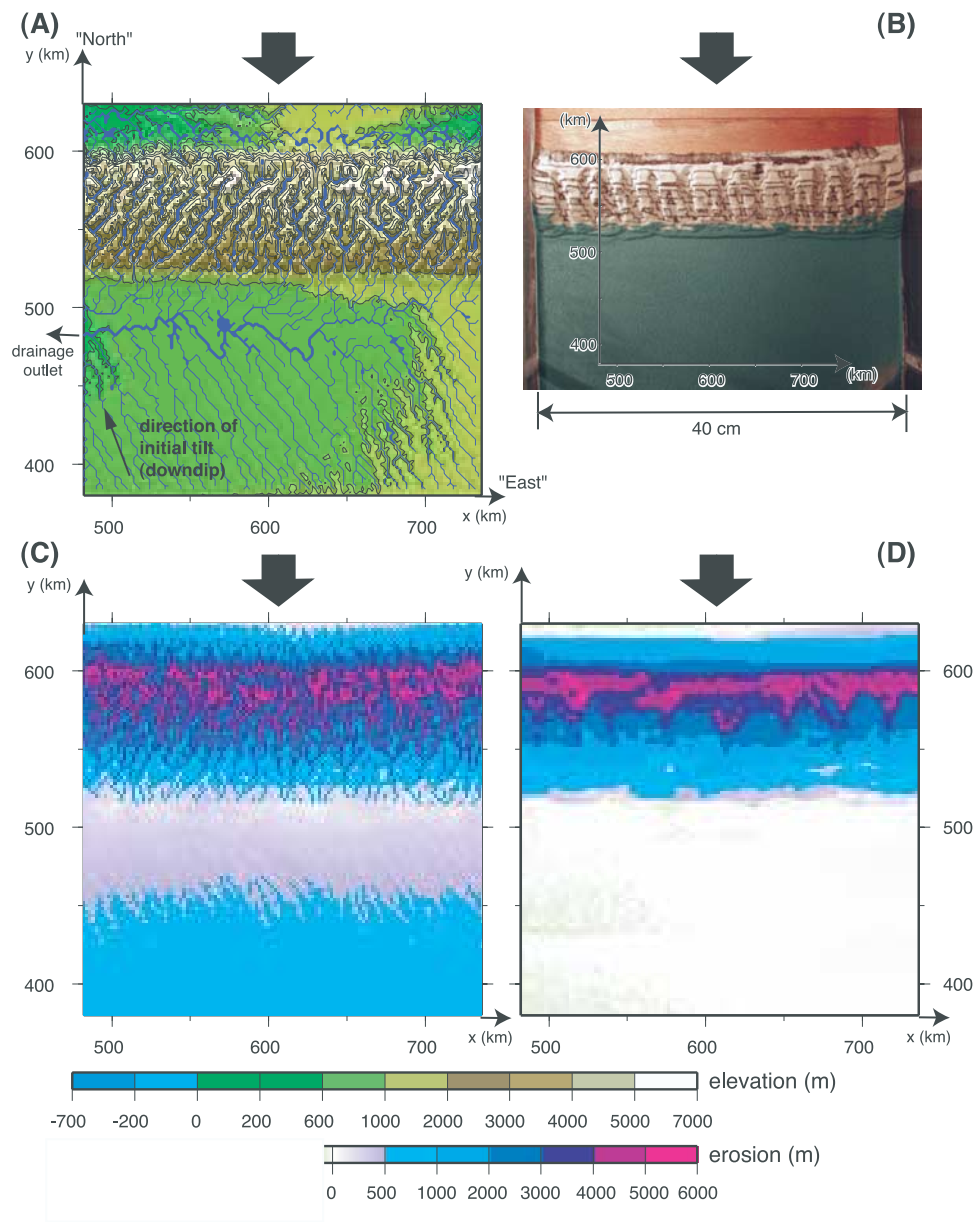 (A)
"North"
y (km)
600
500
400
drainage
outlet
direction of
initial tilt
(downdip)
"East"
x (km)
500
600
700
(B)
(km)
600
500
400
500
600
700
(km)
40 cm
(C)
y (km)
600
500
400
500
600
700
x (km)
(D)
y (km)
600
500
400
500
600
700
x (km)
elevation (m)
-700
-200
0
200
600
1000
2000
3000
4000
5000
7000
erosion (m)
0
500
1000
2000
3000
4000
5000
6000